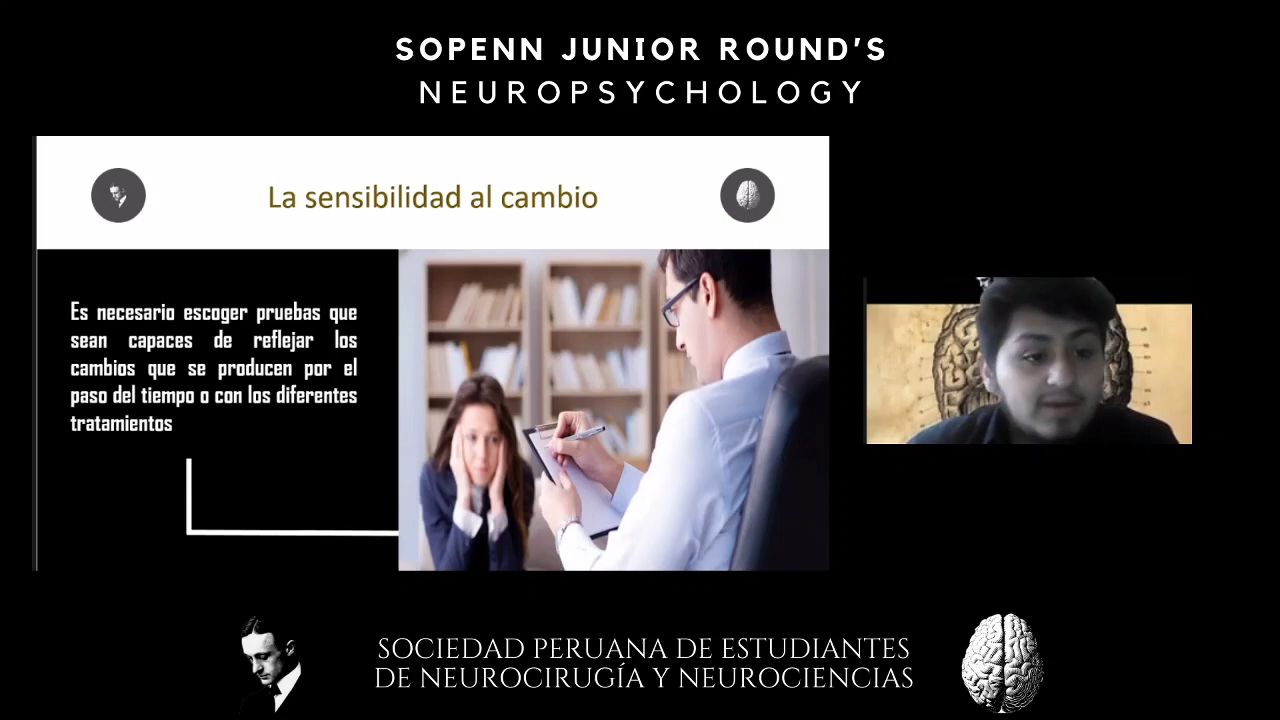 SOPENN JUNIOR ROUND'S
NEUROPSYCHOLOGY
La sensibilidad al cambio
Es necesario escoger pruebas que
sean capaces de reflejar los
cambios que se producen por el
paso del tiempo o con los diferentes
tratamientos
SOCIEDAD PERUANA DE ESTUDIANTES
DE NEUROCIRUGÍA Y NEUROCIENCIAS